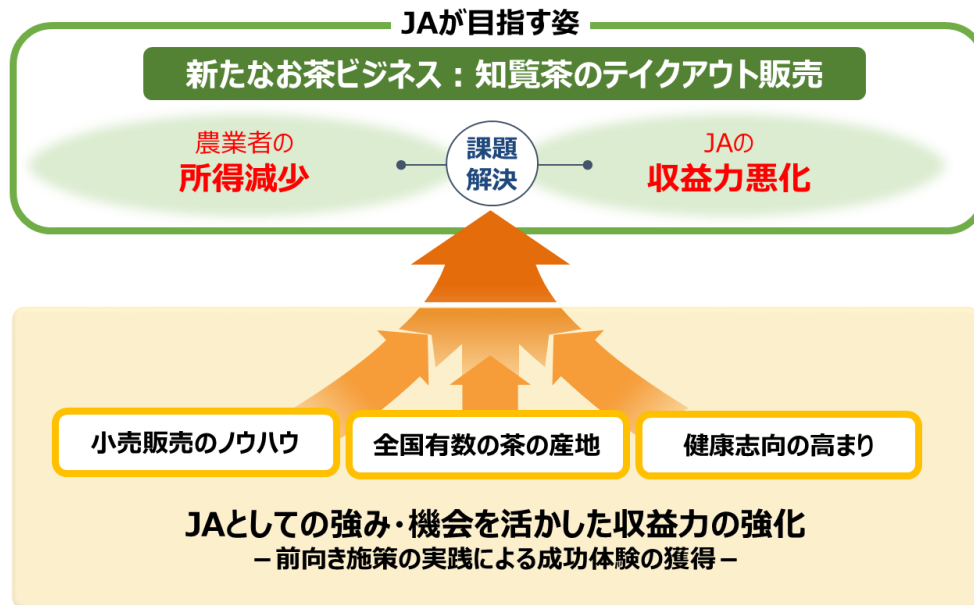 JAが目指す姿
新たなお茶ビジネス：知覧茶のテイクアウト販売
農業者の
所得減少
課題
解決
JAの
収益力悪化
小売販売のノウハウ
全国有数の茶の産地
健康志向の高まり
JAとしての強み・機会を活かした収益力の強化
－前向き施策の実践による成功体験の獲得－